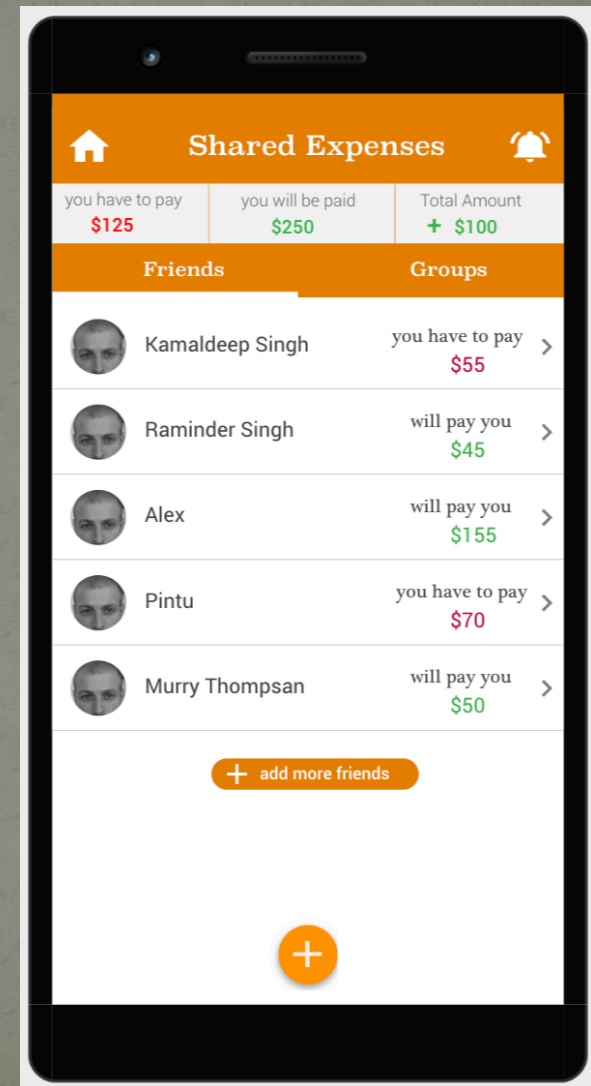 Shared Expenses
you have to pay
$125
you will be paid
$250
Total Amount
+ $100
Friends
Groups
Kamaldeep Singh
you have to pay
$55
Raminder Singh
will pay you
$45
Alex
will pay you
$155
Pintu
you have to pay
$70
Murry Thompsan
will pay you
$50
+ add more friends
+